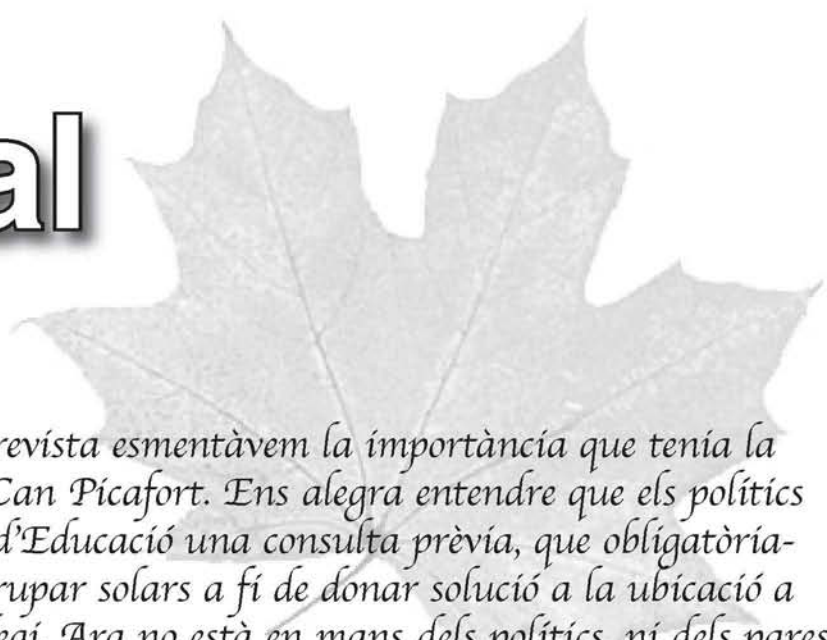 al
revista esmentàvem la importància que tenia la
Can Picafort. Ens alegra entendre que els polítics
d'Educació una consulta prèvia, que obligatòria-
rupar solars a fi de donar solució a la ubicació a
legi. Ara no està en mans dels polítics, ni dels pares